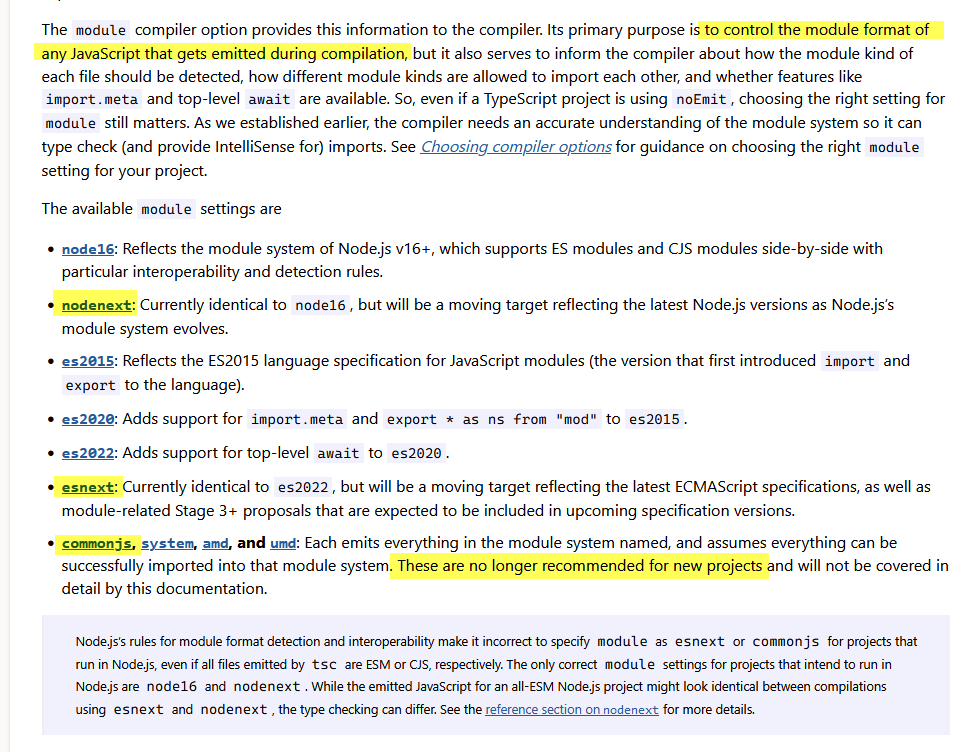 The module compiler option provides this information to the compiler. Its primary purpose is to control the module format of
any JavaScript that gets emitted during compilation, but it also serves to inform the compiler about how the module kind of
each file should be detected, how different module kinds are allowed to import each other, and whether features like
import.meta and top-level await are available. So, even if a TypeScript project is using noEmit, choosing the right setting for
module still matters. As we established earlier, the compiler needs an accurate understanding of the module system so it can
type check (and provide IntelliSense for) imports. See Choosing compiler options for guidance on choosing the right module
setting for your project.
The available module settings are
• node16: Reflects the module system of Node.js v16+, which supports ES modules and CJS modules side-by-side with
particular interoperability and detection rules.
• nodenext: Currently identical to node16, but will be a moving target reflecting the latest Node.js versions as Node.js’s
module system evolves.
• es2015: Reflects the ES2015 language specification for JavaScript modules (the version that first introduced import and
export to the language).
• es2020: Adds support for import.meta and export * as ns from "mod" to es2015.
• es2022: Adds support for top-level await to es2020.
• esnext: Currently identical to es2022, but will be a moving target reflecting the latest ECMAScript specifications, as well as
module-related Stage 3+ proposals that are expected to be included in upcoming specification versions.
• commonjs, system, amd, and umd: Each emits everything in the module system named, and assumes everything can be
successfully imported into that module system. These are no longer recommended for new projects and will not be covered in
detail by this documentation.
Node.js’s rules for module format detection and interoperability make it incorrect to specify module as esnext or commonjs for projects that
run in Node.js, even if all files emitted by tsc are ESM or CJS, respectively. The only correct module settings for projects that intend to run in
Node.js are node16 and nodenext. While the emitted JavaScript for an all-ESM Node.js project might look identical between compilations
using esnext and nodenext, the type checking can differ. See the reference section on nodenext for more details.